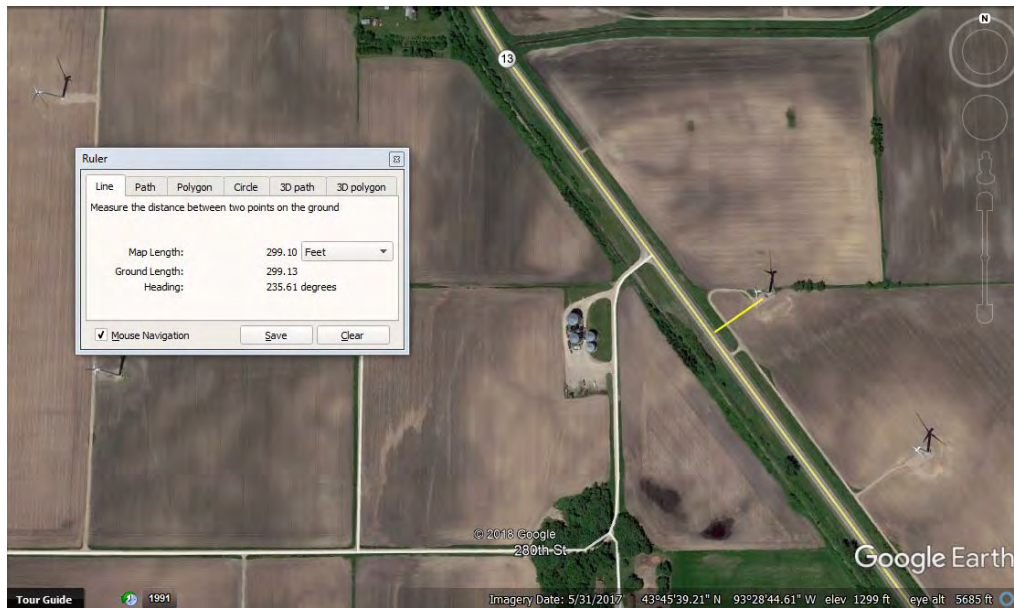 N
13
Ruler
Line Path Polygon Circle 3D path 3D polygon
Measure the distance between two points on the ground
Map Length: 299.10 Feet
Ground Length: 299.13
Heading: 235.61 degrees
Mouse Navigation Save Clear
© 2018 Google
280th St
Google Earth
Tour Guide 1991 Imagery Date: 5/31/2017 43°45'39.21" N 93°28'44.61" W elev 1299 ft eye alt 5685 ft